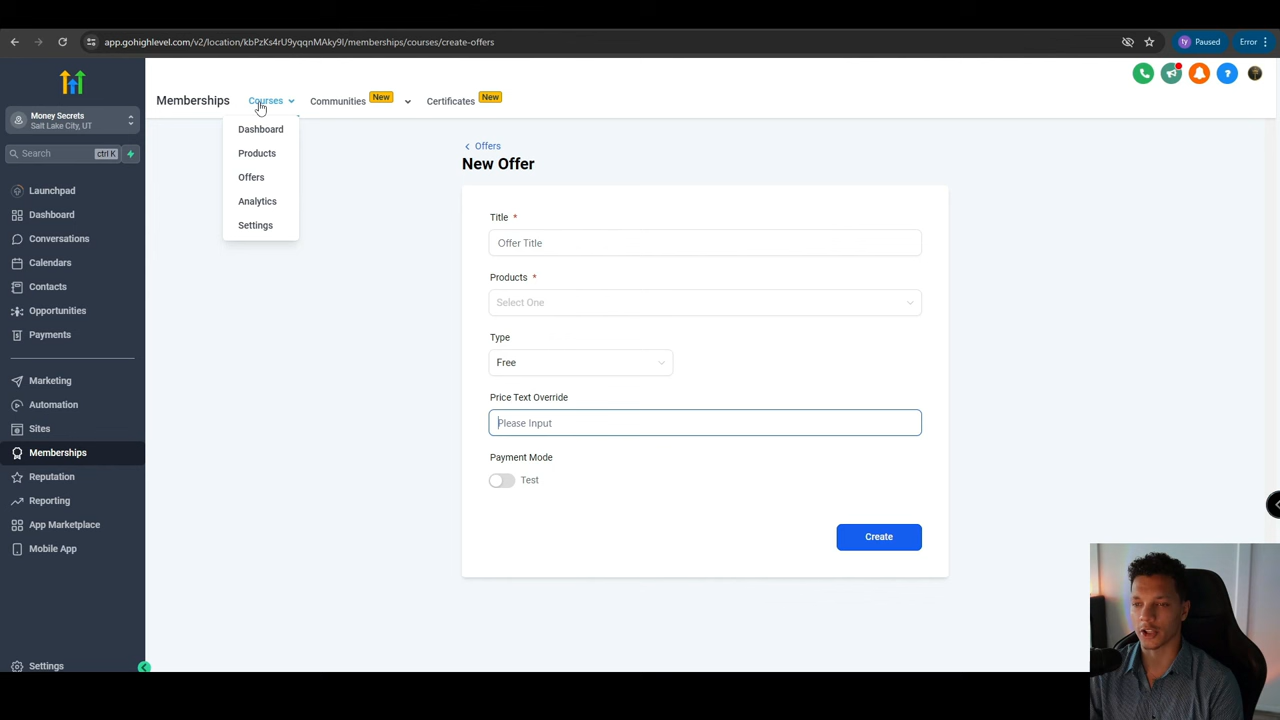 app.gohighlevel.com/v2/location/kbPzKs4rU9yqqnMAky9I/memberships/courses/create-offers
ty
Paused
Error
Memberships
Courses
Communities
New
Certificates
New
Money Secrets
Salt Lake City, UT
Search
ctrl K
Dashboard
Products
Offers
Analytics
Settings
Launchpad
Dashboard
Conversations
Calendars
Contacts
Opportunities
Payments
Marketing
Automation
Sites
Memberships
Reputation
Reporting
App Marketplace
Mobile App
Settings
Offers
New Offer
Title *
Offer Title
Products *
Select One
Type
Free
Price Text Override
Please Input
Payment Mode
Test
Create